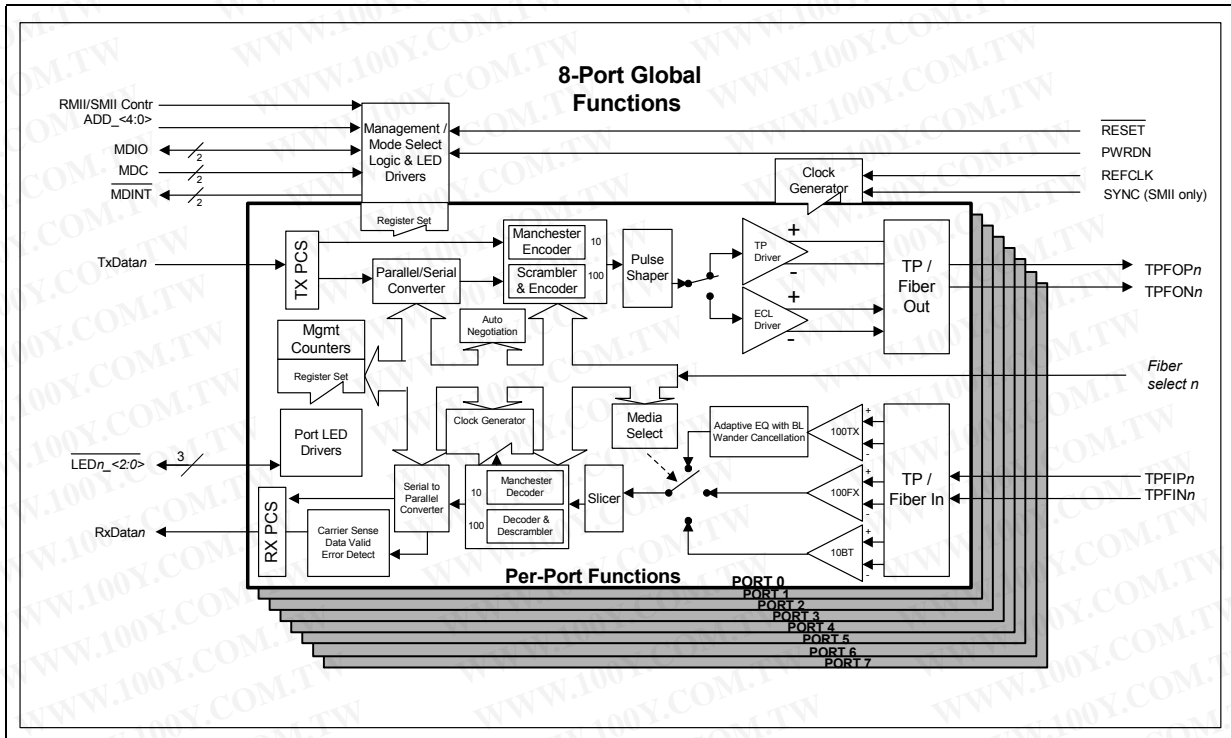 8-Port Global
Functions
RMII/SMII Contr
ADD_<4:0>
MDIO
2
MDC
2
MDINT
2
Management /
Mode Select
Logic & LED
Drivers
Register Set
RESET
PWRDN
REFCLK
SYNC (SMII only)
Clock
Generator
TxDatan
TX PCS
Parallel/Serial
Converter
Manchester
Encoder
10
Scrambler
& Encoder
100
Pulse
Shaper
TP
Driver
+
-
ECL
Driver
+
-
TP /
Fiber
Out
TPFOPn
TPFONn
Auto
Negotiation
Mgmt
Counters
Register Set
Fiber
select n
Clock Generator
Media
Select
Adaptive EQ with BL
Wander Cancellation
100TX
+
-
100FX
+
-
10BT
+
-
TP /
Fiber In
TPFIPn
TPFINn
Port LED
Drivers
LEDn_<2:0>
3
RX PCS
RxDatan
Carrier Sense
Data Valid
Error Detect
Serial to
Parallel
Converter
10
Manchester
Decoder
100
Decoder &
Descrambler
Slicer
Per-Port Functions
PORT 0
PORT 1
PORT 2
PORT 3
PORT 4
PORT 5
PORT 6
PORT 7
WWW.100Y.COM.TW